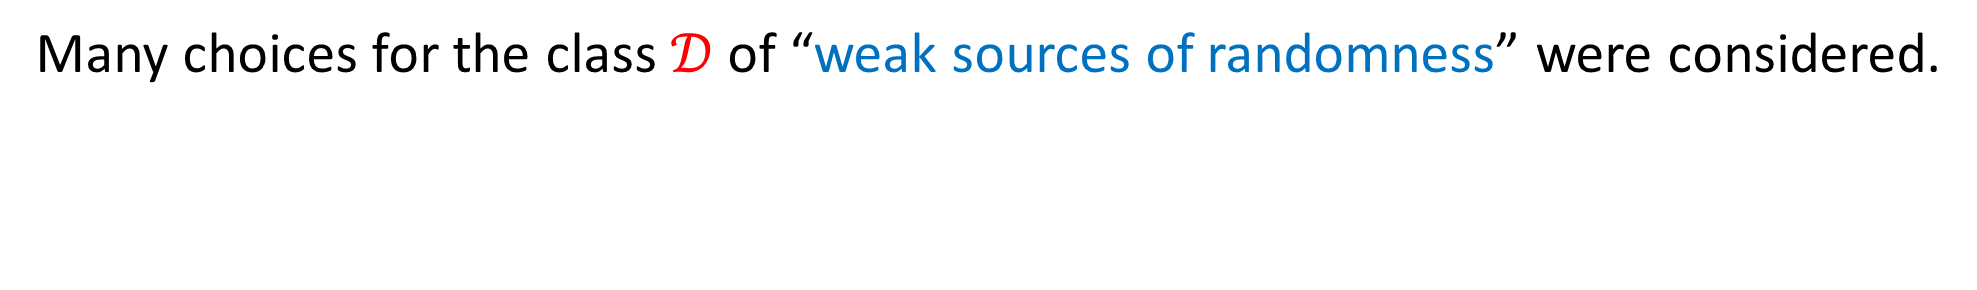 Many choices for the class 𝒟 of “weak sources of randomness” were considered.